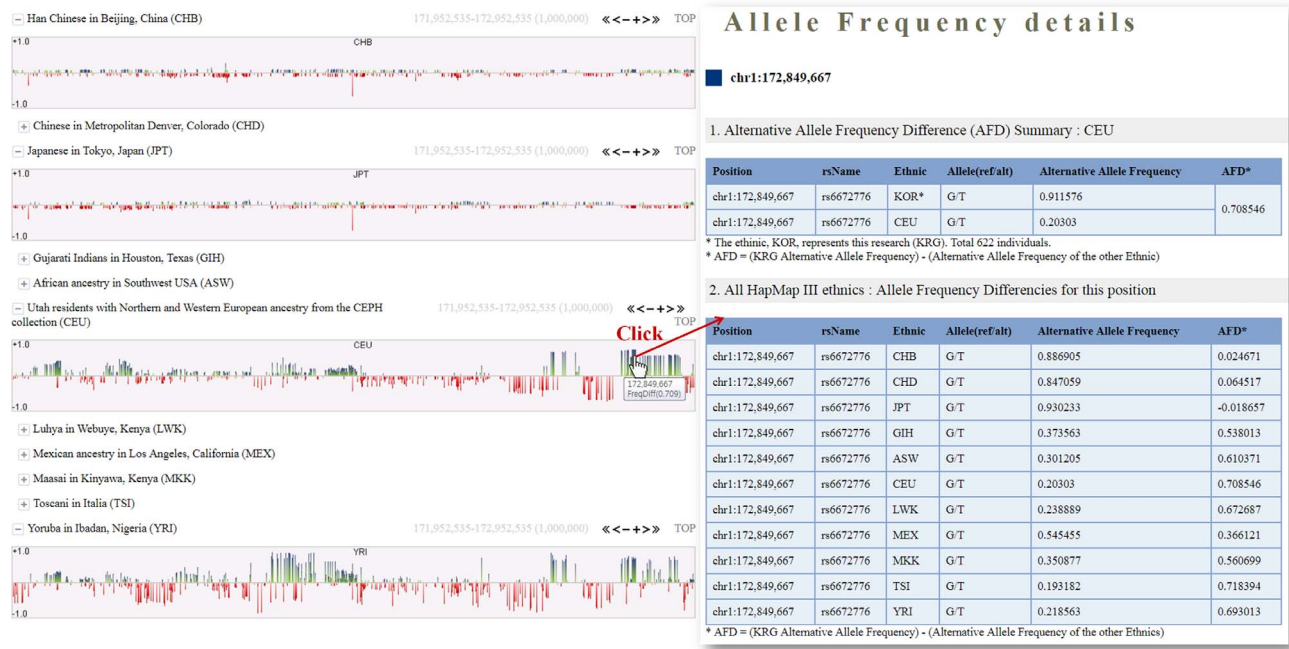 Han Chinese in Beijing, China (CHB)
171,952,535-172,952,535 (1,000,000)
«<-+>»
TOP
+1.0
CHB
-1.0
Chinese in Metropolitan Denver, Colorado (CHD)
Japanese in Tokyo, Japan (JPT)
171,952,535-172,952,535 (1,000,000)
«<-+>»
TOP
+1.0
JPT
-1.0
Gujarati Indians in Houston, Texas (GIH)
African ancestry in Southwest USA (ASW)
Utah residents with Northern and Western European ancestry from the CEPH
collection (CEU)
171,952,535-172,952,535 (1,000,000)
«<-+>»
TOP
Click
+1.0
CEU
172,849,667
FreqDiff(0.709)
-1.0
Luhya in Webuye, Kenya (LWK)
Mexican ancestry in Los Angeles, California (MEX)
Maasai in Kinyawa, Kenya (MKK)
Toscani in Italia (TSI)
Yoruba in Ibadan, Nigeria (YRI)
171,952,535-172,952,535 (1,000,000)
«<-+>»
TOP
+1.0
YRI
-1.0
Allele Frequency details
chr1:172,849,667
1. Alternative Allele Frequency Difference (AFD) Summary : CEU
Position rsName Ethnic Allele(ref/alt) Alternative Allele Frequency AFD*
chr1:172,849,667 rs6672776 KOR* G/T 0.911576 0.708546
chr1:172,849,667 rs6672776 CEU G/T 0.20303
* The ethinic, KOR, represents this research (KRG). Total 622 individuals.
* AFD = (KRG Alternative Allele Frequency) - (Alternative Allele Frequency of the other Ethnic)
2. All HapMap III ethnics : Allele Frequency Differencies for this position
Position rsName Ethnic Allele(ref/alt) Alternative Allele Frequency AFD*
chr1:172,849,667 rs6672776 CHB G/T 0.886905 0.024671
chr1:172,849,667 rs6672776 CHD G/T 0.847059 0.064517
chr1:172,849,667 rs6672776 JPT G/T 0.930233 -0.018657
chr1:172,849,667 rs6672776 GIH G/T 0.373563 0.538013
chr1:172,849,667 rs6672776 ASW G/T 0.301205 0.610371
chr1:172,849,667 rs6672776 CEU G/T 0.20303 0.708546
chr1:172,849,667 rs6672776 LWK G/T 0.238889 0.672687
chr1:172,849,667 rs6672776 MEX G/T 0.545455 0.366121
chr1:172,849,667 rs6672776 MKK G/T 0.350877 0.560699
chr1:172,849,667 rs6672776 TSI G/T 0.193182 0.718394
chr1:172,849,667 rs6672776 YRI G/T 0.218563 0.693013
* AFD = (KRG Alternative Allele Frequency) - (Alternative Allele Frequency of the other Ethnics)